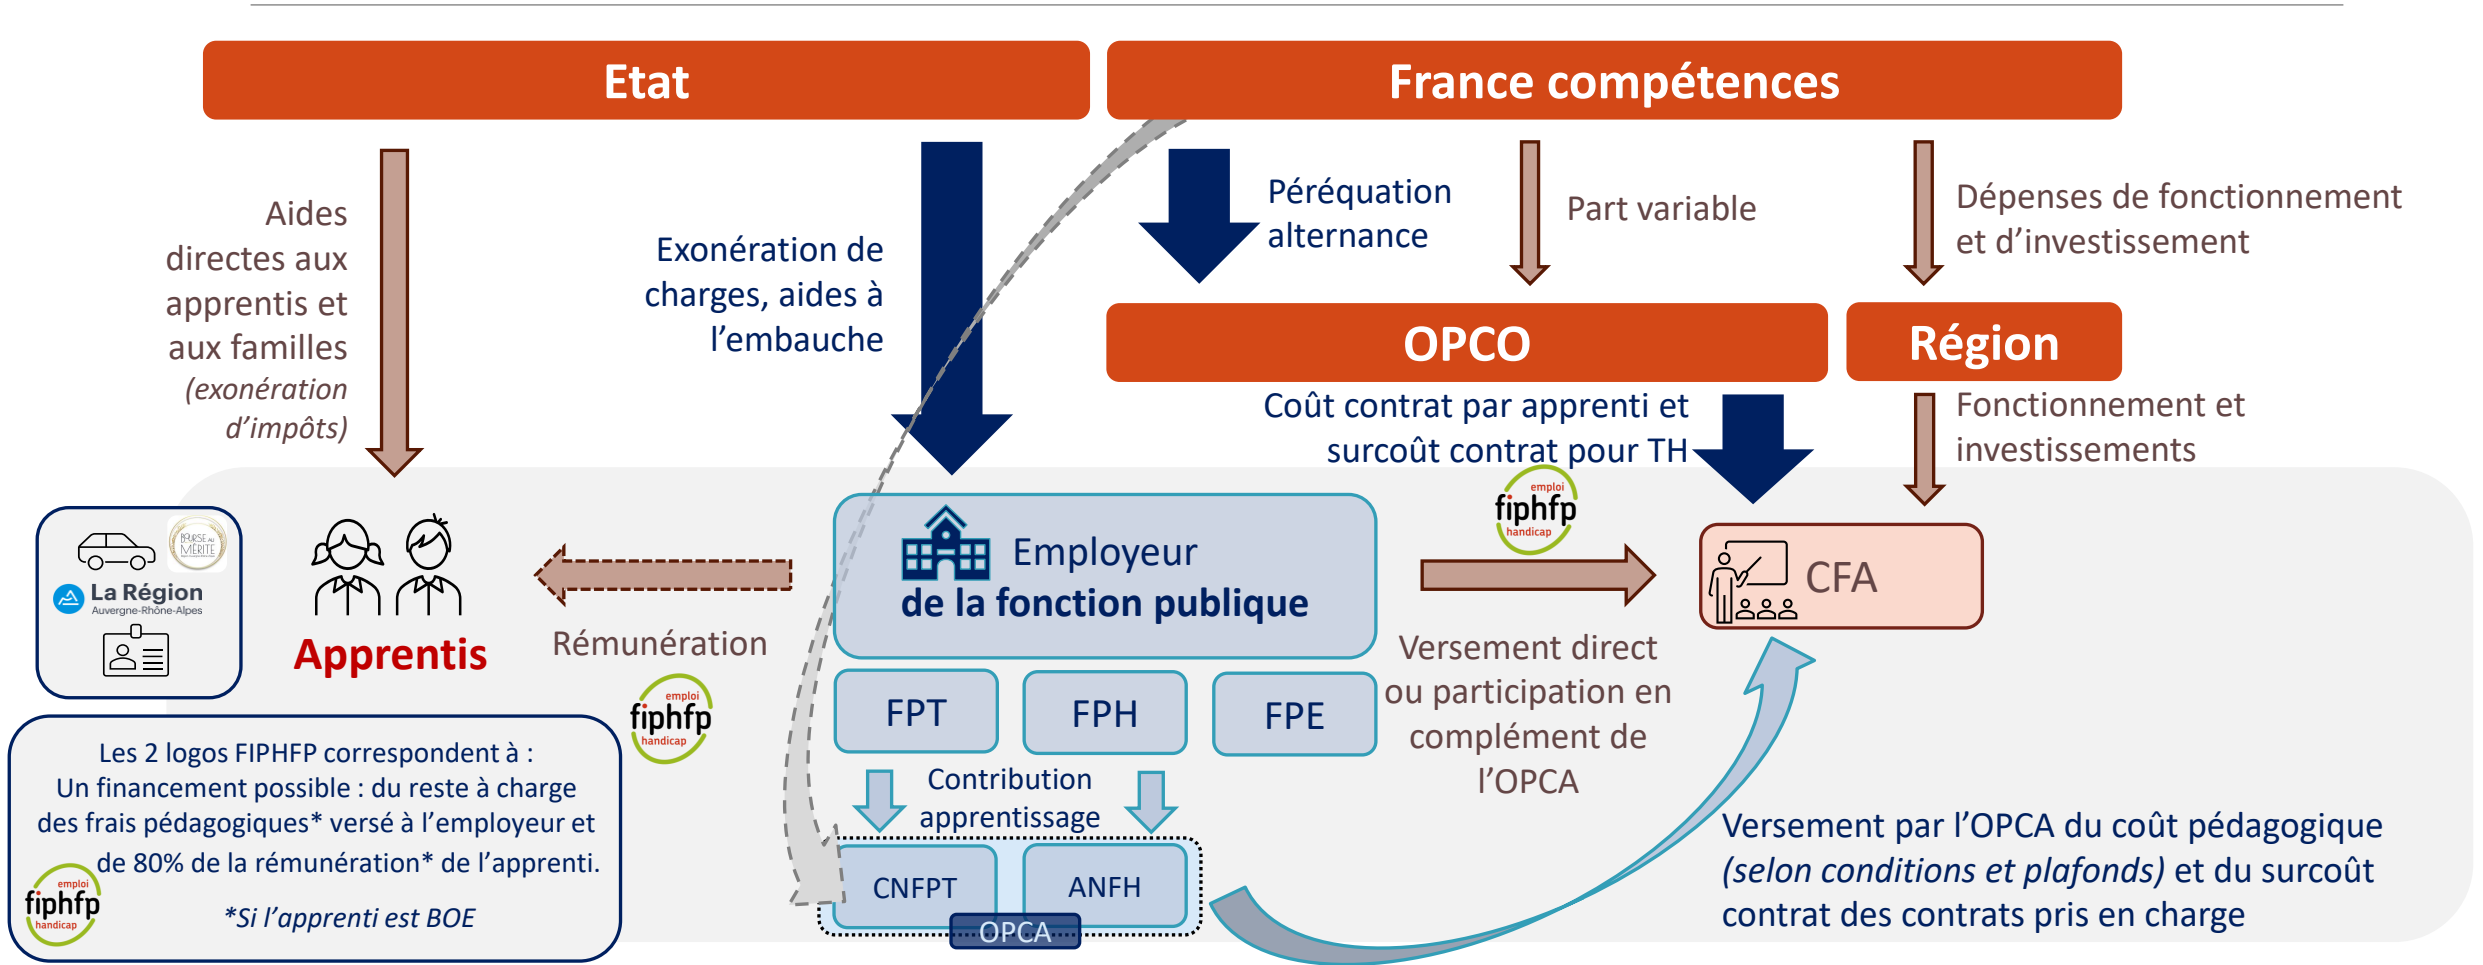 Etat
France compétences
Aides
directes aux
apprentis et
aux familles
(exonération
d'impôts)
Exonération de
charges, aides à
l'embauche
Péréquation
alternance
Part variable
Dépenses de fonctionnement
et d'investissement
OPCO
Région
Coût contrat par apprenti et
surcoût contrat pour TH
Fonctionnement et
investissements
BOURSE AU
MÉRITE
La Région
Auvergne-Rhône-Alpes
Apprentis
Rémunération
emploi
fiphfp
handicap
Employeur
de la fonction publique
FPT
FPH
FPE
Contribution
apprentissage
CNFPT
ANFH
OPCA
emploi
fiphfp
handicap
CFA
Versement direct
ou participation en
complément de
l'OPCA
Versement par l'OPCA du coût pédagogique
(selon conditions et plafonds) et du surcoût
contrat des contrats pris en charge
Les 2 logos FIPHFP correspondent à :
Un financement possible : du reste à charge
des frais pédagogiques* versé à l'employeur et
de 80% de la rémunération* de l'apprenti.
*Si l'apprenti est BOE
emploi
fiphfp
handicap